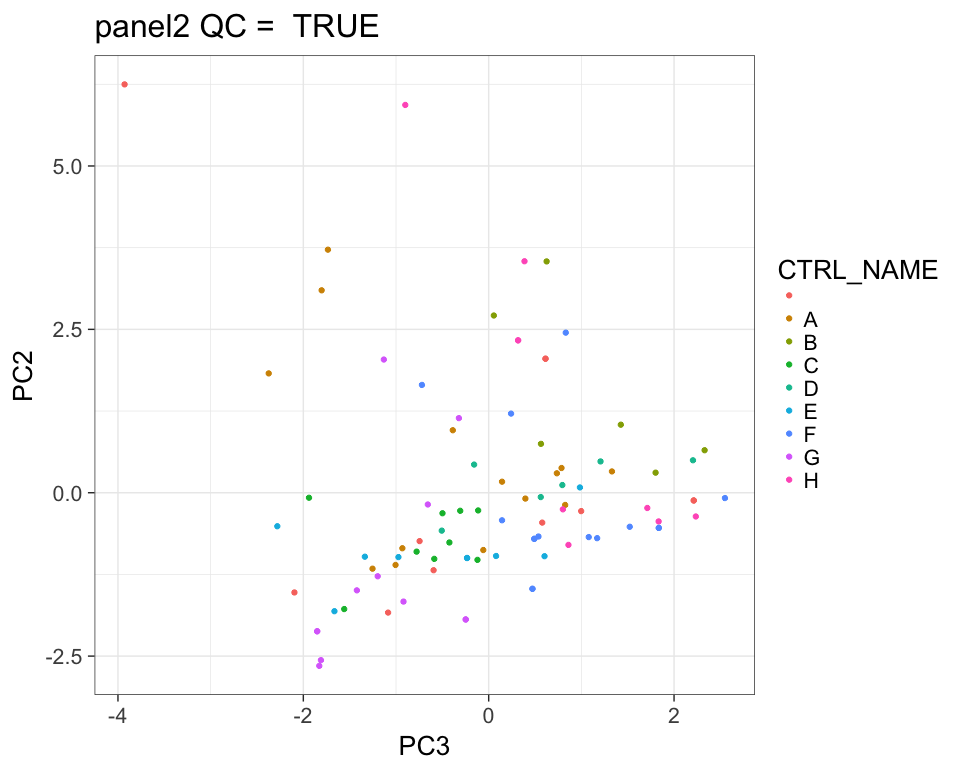 panel2 QC =  TRUE
PC2
5.0
2.5
0.0
-2.5
-4
-2
0
2
PC3
CTRL_NAME
A
B
C
D
E
F
G
H